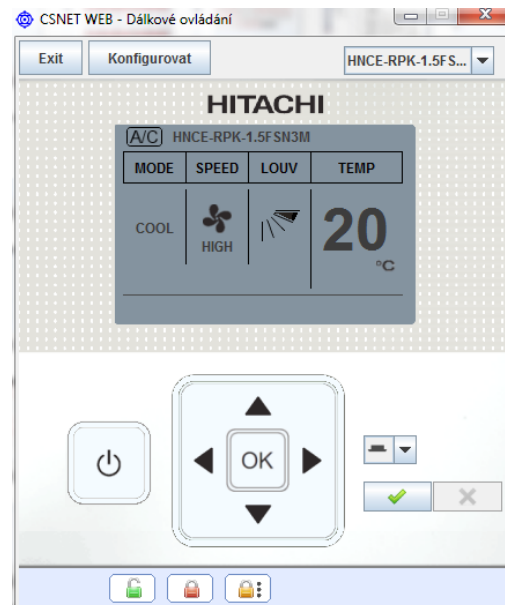 CSNET WEB - Dálkové ovládání
Exit Konfigurovat HNCE-RPK-1.5FS...
HITACHI
A/C HNCE-RPK-1.5FSN3M
MODE SPEED LOUV TEMP
COOL HIGH 20 °C
OK